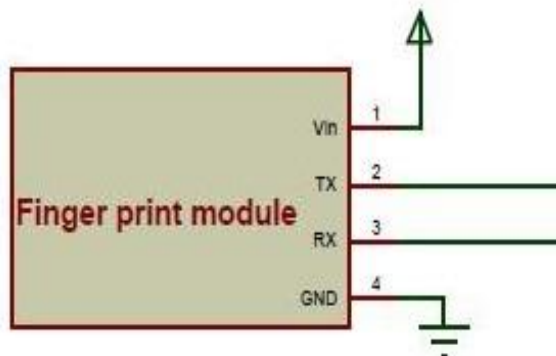 Vin 1
TX 2
Finger print module
RX 3
GND 4